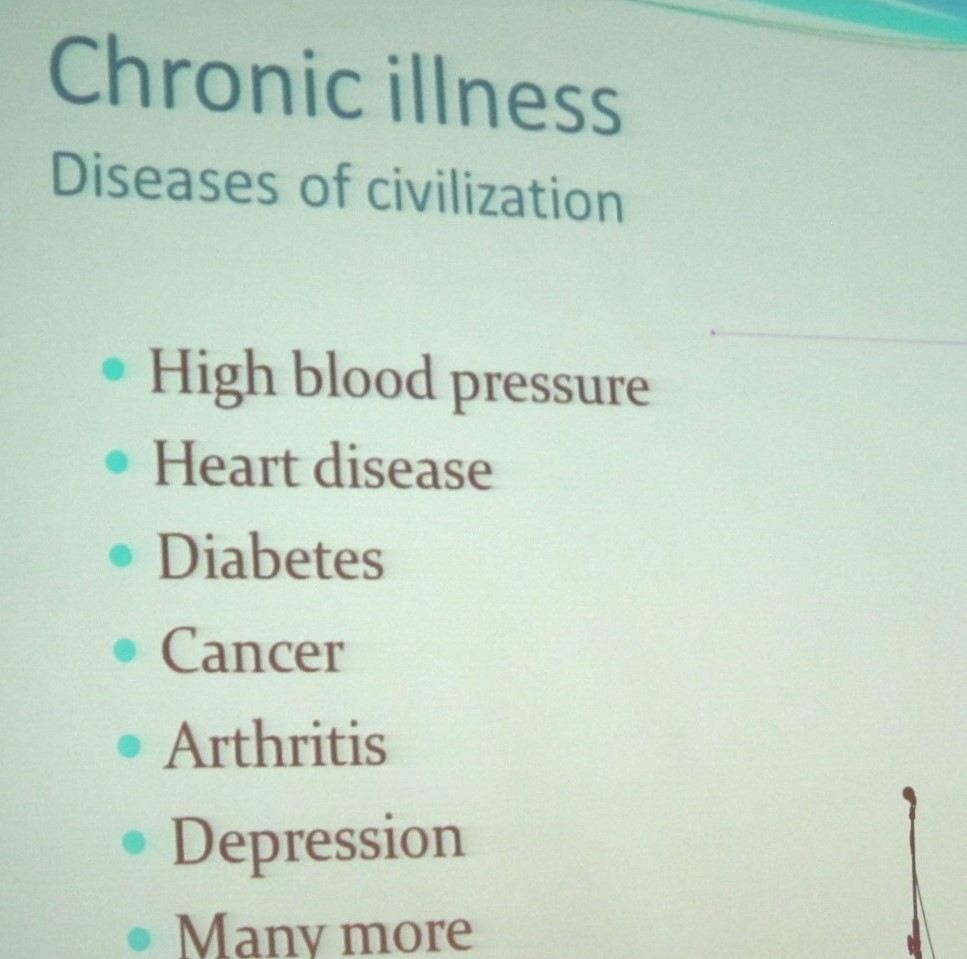 Chronic illness
Diseases of civilization
High blood pressure
Heart disease
Diabetes
Cancer
Arthritis
Depression
Many more